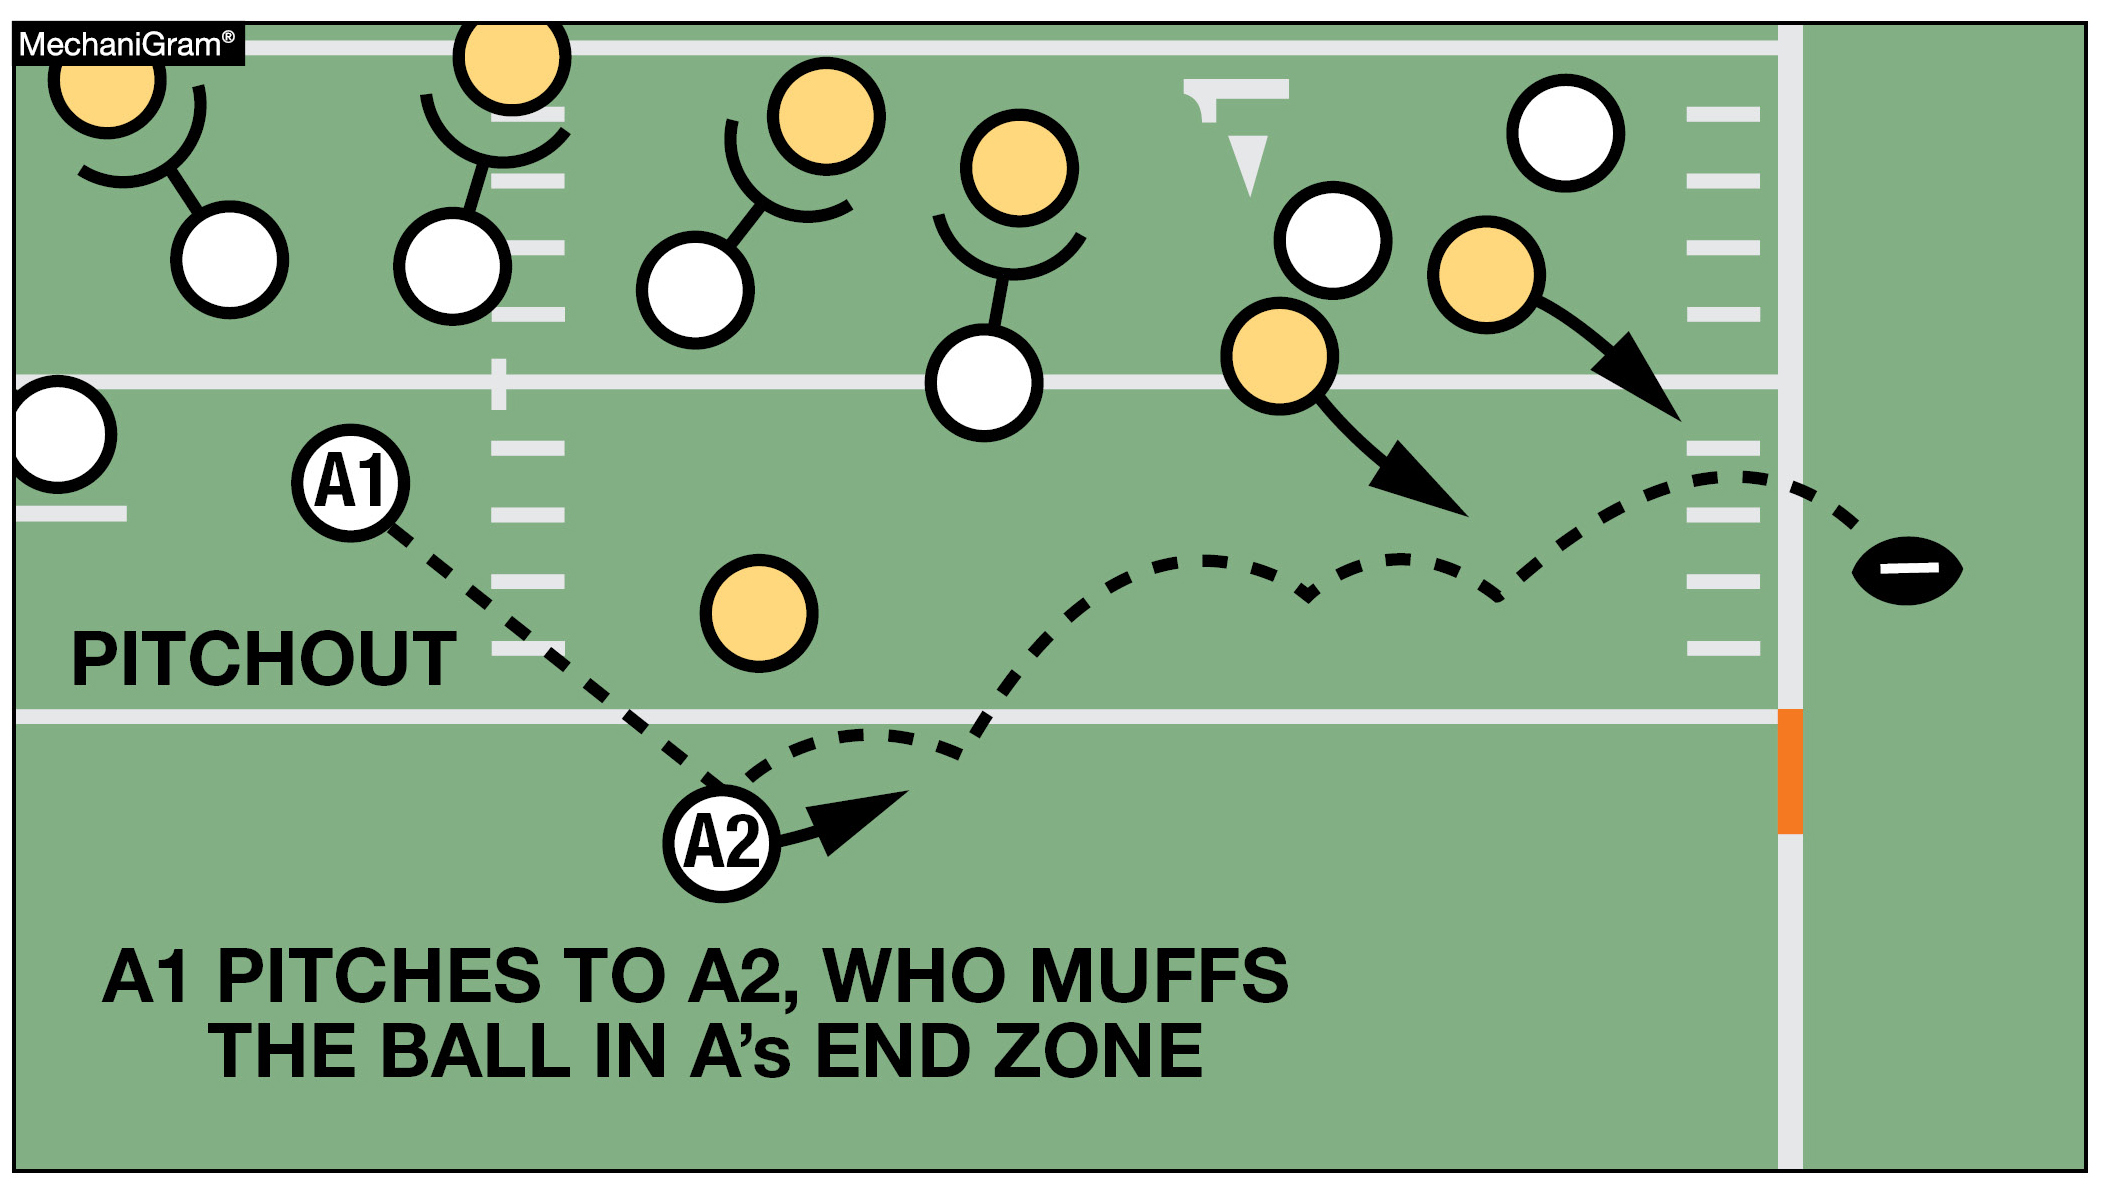 MechaniGram®
A1
PITCHOUT
A2
A1 PITCHES TO A2, WHO MUFFS
THE BALL IN A’s END ZONE